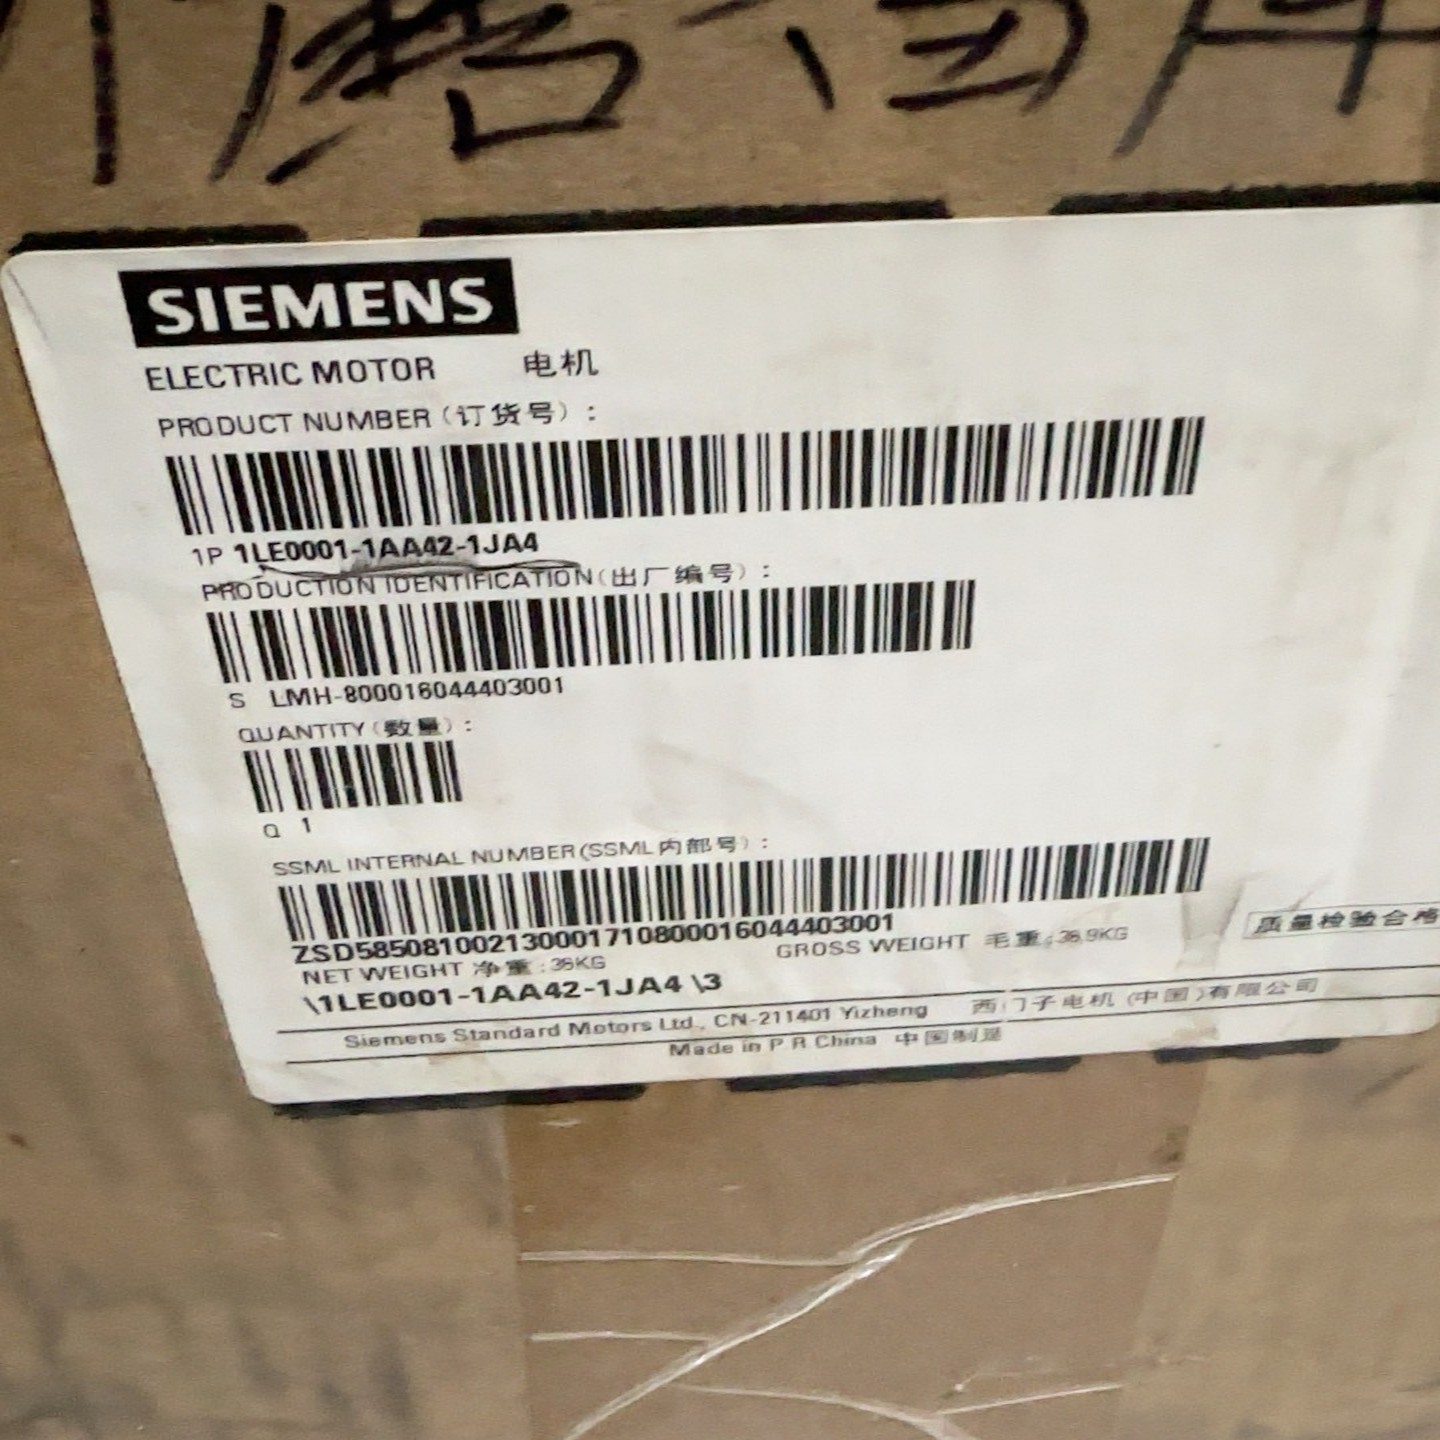 SIEMENS
ELECTRIC MOTOR 电机
PRODUCT NUMBER (订货号) :
1P 1LE0001-1AA42-1JA4
PRODUCTION IDENTIFICATION (出厂编号) :
S LMH-800016044403001
QUANTITY (数量) :
Q 1
SSML INTERNAL NUMBER (SSML内部号) :
ZSD585081002130001710800016044403001
NET WEIGHT 净重 : KG
GROSS WEIGHT 毛重 : KG
质量检验合格
\1LE0001-1AA42-1JA4 \3
Siemens Standard Motors Ltd., CN-211401 Yizheng 西门子电机(中国)有限公司
Made in P R China 中国制造